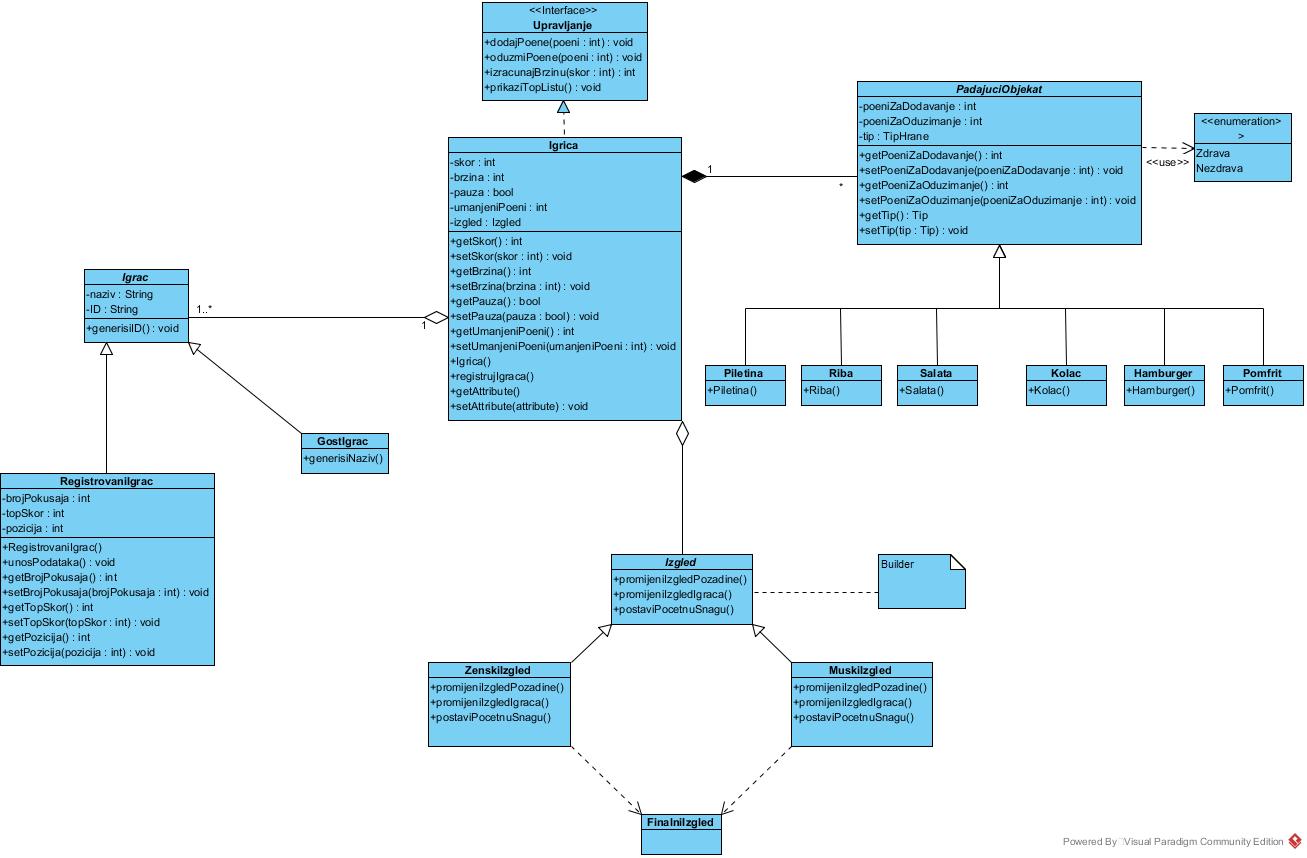 <<Interface>>
Upravljanje
+dodajPoene(poeni : int) : void
+oduzmiPoene(poeni : int) : void
+izracunajBrzinu(skor : int) : int
+prikaziTopListu() : void
Igrica
-skor : int
-brzina : int
-pauza : bool
-umanjeniPoeni : int
-izgled : Izgled
+getSkor() : int
+setSkor(skor : int) : void
+getBrzina() : int
+setBrzina(brzina : int) : void
+getPauza() : bool
+setPauza(pauza : bool) : void
+getUmanjeniPoeni() : int
+setUmanjeniPoeni(umanjeniPoeni : int) : void
+Igrica()
+registrujIgraca()
+getAttribute()
+setAttribute(attribute) : void
1
*
PadajuciObjekat
-poeniZaDodavanje : int
-poeniZaOduzimanje : int
-tip : TipHrane
+getPoeniZaDodavanje() : int
+setPoeniZaDodavanje(poeniZaDodavanje : int) : void
+getPoeniZaOduzimanje() : int
+setPoeniZaOduzimanje(poeniZaOduzimanje : int) : void
+getTip() : Tip
+setTip(tip : Tip) : void
<<use>>
<<enumeration>
>
Zdrava
Nezdrava
Igrac
-naziv : String
-ID : String
+generisiID() : void
1..*
1
Piletina
+Piletina()
Riba
+Riba()
Salata
+Salata()
Kolac
+Kolac()
Hamburger
+Hamburger()
Pomfrit
+Pomfrit()
GostIgrac
+generisiNaziv()
RegistrovaniIgrac
-brojPokusaja : int
-topSkor : int
-pozicija : int
+RegistrovaniIgrac()
+unosPodataka() : void
+getBrojPokusaja() : int
+setBrojPokusaja(brojPokusaja : int) : void
+getTopSkor() : int
+setTopSkor(topSkor : int) : void
+getPozicija() : int
+setPozicija(pozicija : int) : void
Izgled
+promijeniIzgledPozadine()
+promijeniIzgledIgraca()
+postaviPocetnuSnagu()
Builder
ZenskiIzgled
+promijeniIzgledPozadine()
+promijeniIzgledIgraca()
+postaviPocetnuSnagu()
MuskiIzgled
+promijeniIzgledPozadine()
+promijeniIzgledIgraca()
+postaviPocetnuSnagu()
FinalniIzgled
Powered By Visual Paradigm Community Edition